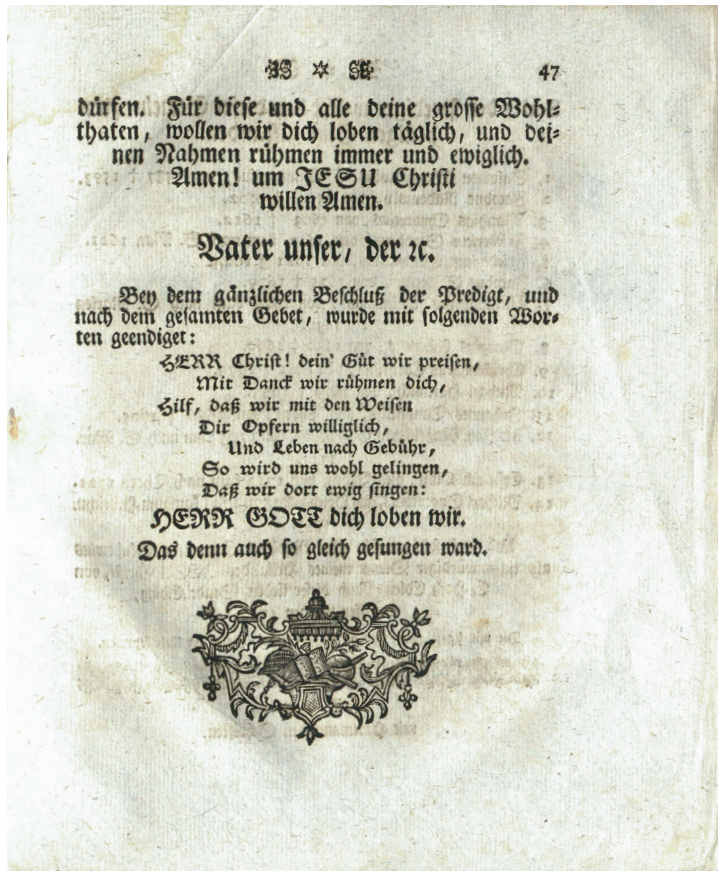 47
dürfen. Für diese und alle deine grosse Wohl-
thaten, wollen wir dich loben täglich, und dei-
nen Nahmen rühmen immer und ewiglich.
Amen! um JESU Christi
willen Amen.
Vater unser, der ꝛc.
Bey dem gänzlichen Beschluß der Predigt, und
nach dem gesamten Gebet, wurde mit folgenden Wor-
ten geendiget:
HERR Christ! dein' Güt wir preisen,
Mit Danck wir rühmen dich,
Hilf, daß wir mit den Weisen
Dir Opfern williglich,
Und Leben nach Gebühr,
So wird uns wohl gelingen,
Daß wir dort ewig singen:
HERR GOTT dich loben wir.
Das denn auch so gleich gesungen ward.